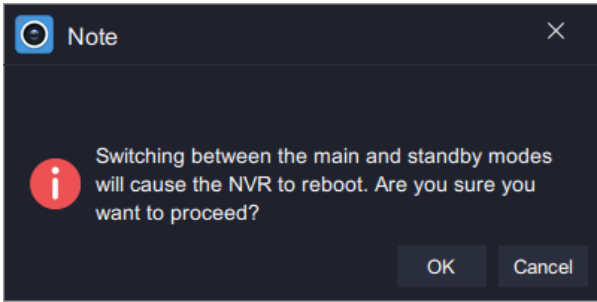 Note
Switching between the main and standby modes
will cause the NVR to reboot. Are you sure you
want to proceed?
OK Cancel